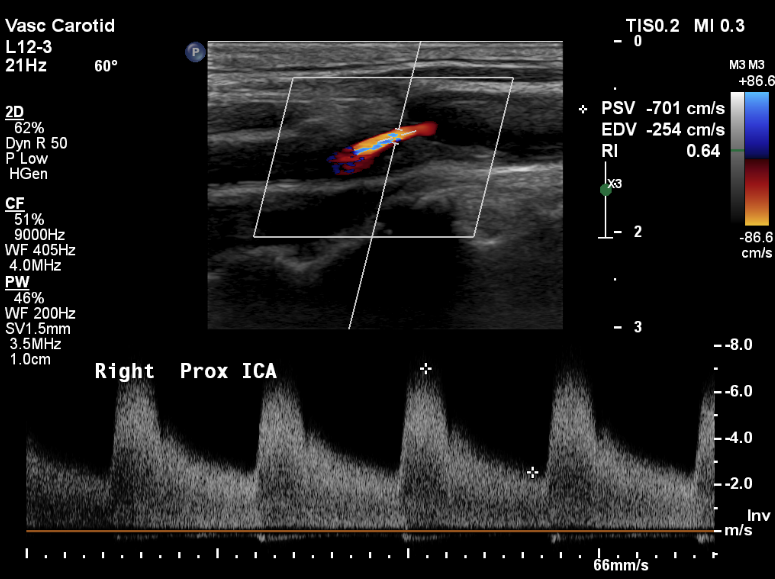 Vasc Carotid
L12-3
21Hz 60°
P
TIS0.2 MI 0.3
M3 M3
+86.6
-86.6
cm/s
PSV -701 cm/s
EDV -254 cm/s
RI 0.64
X3
0
2
3
2D
62%
Dyn R 50
P Low
HGen
CF
51%
9000Hz
WF 405Hz
4.0MHz
PW
46%
WF 200Hz
SV1.5mm
3.5MHz
1.0cm
Right Prox ICA
-8.0
-6.0
-4.0
-2.0
Inv
m/s
66mm/s